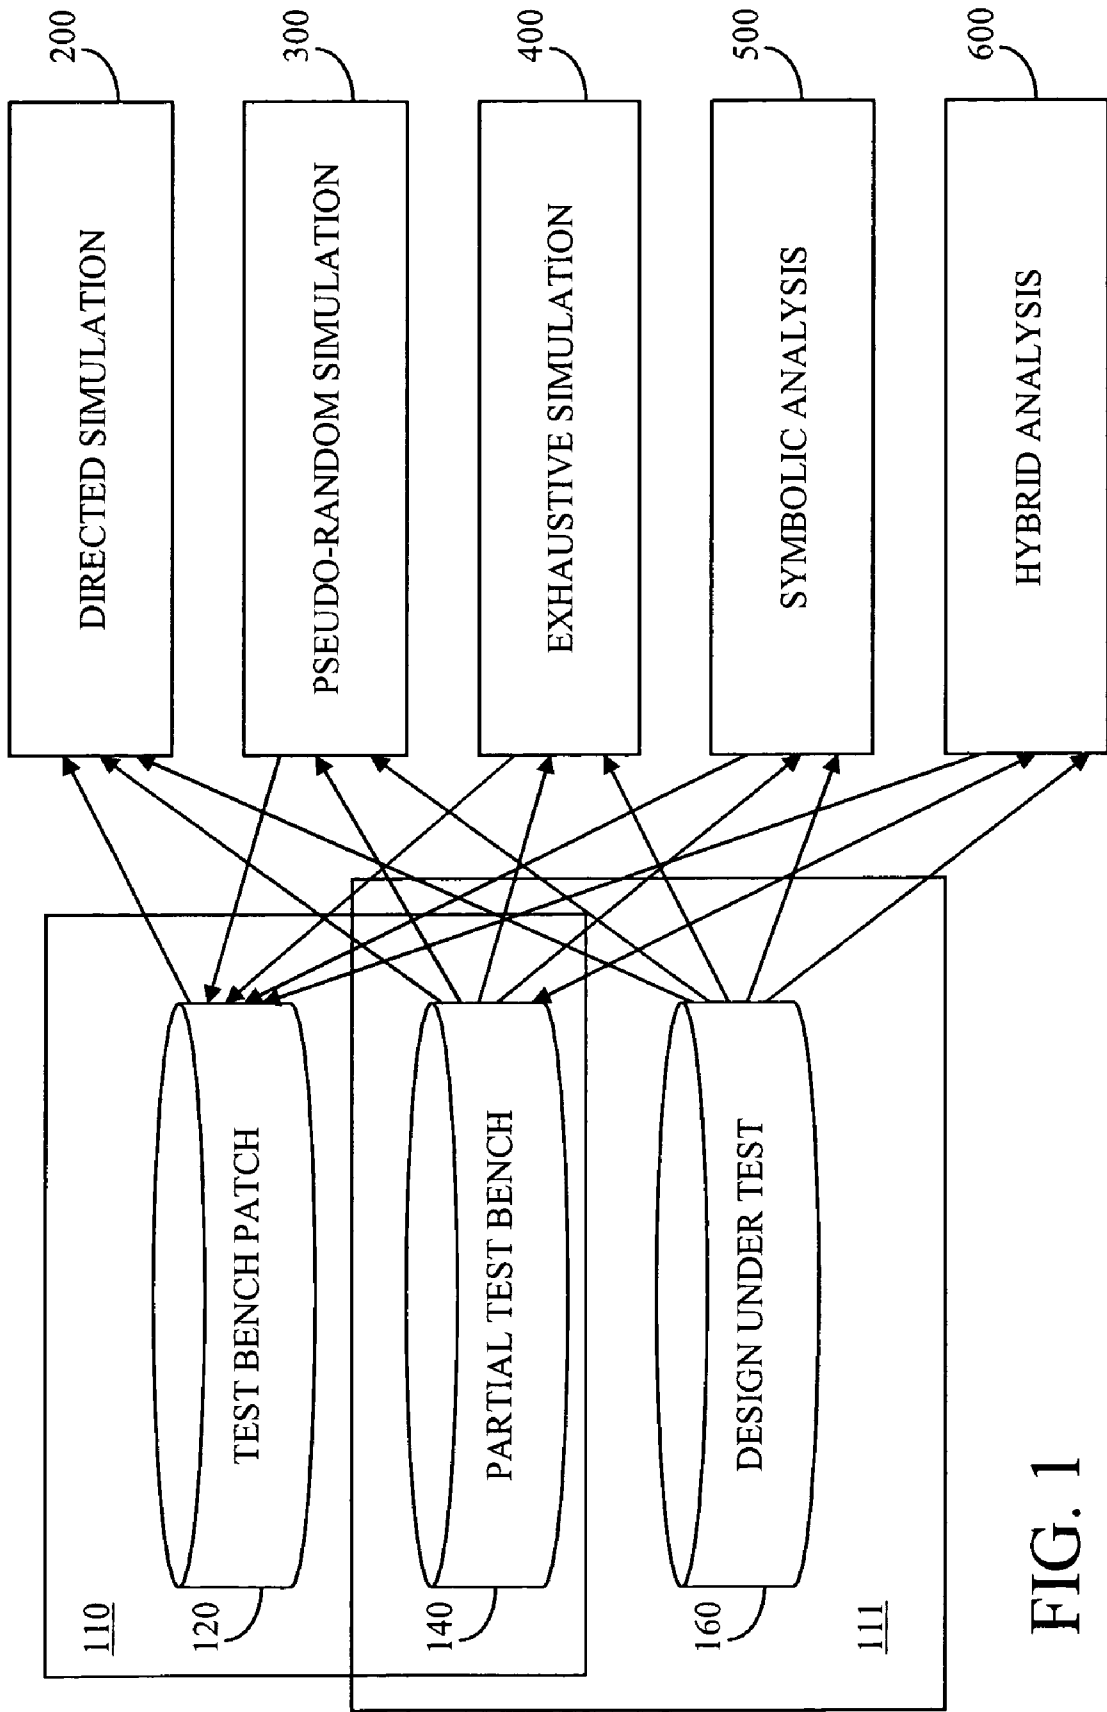 110
120
TEST BENCH PATCH
140
PARTIAL TEST BENCH
160
DESIGN UNDER TEST
111
DIRECTED SIMULATION
200
PSEUDO-RANDOM SIMULATION
300
EXHAUSTIVE SIMULATION
400
SYMBOLIC ANALYSIS
500
HYBRID ANALYSIS
600
FIG. 1